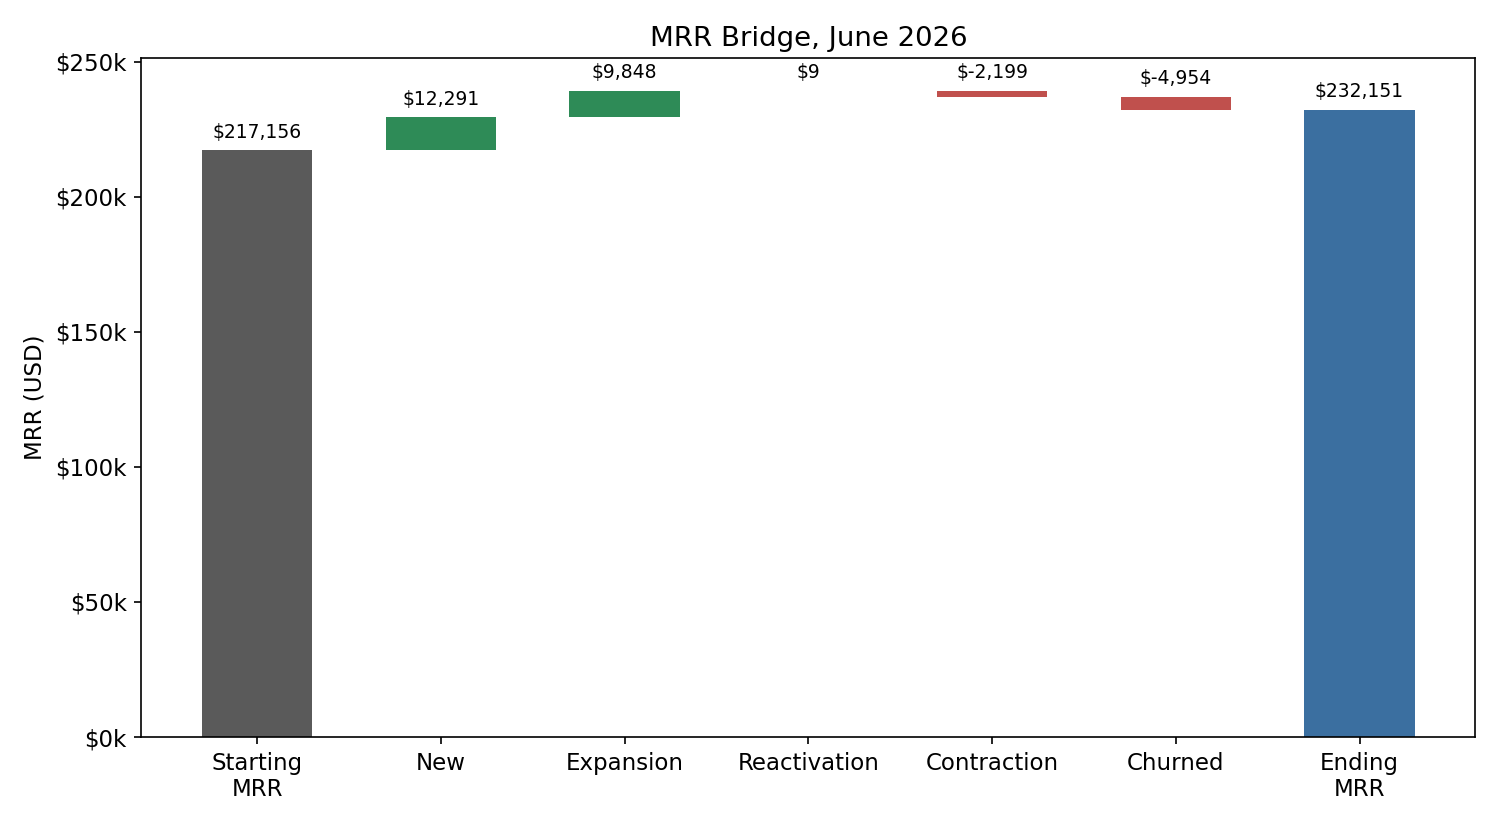 MRR Bridge, June 2026
MRR (USD)
$250k
$200k
$150k
$100k
$50k
$0k
$217,156
$12,291
$9,848
$9
$-2,199
$-4,954
$232,151
Starting
MRR
New
Expansion
Reactivation
Contraction
Churned
Ending
MRR